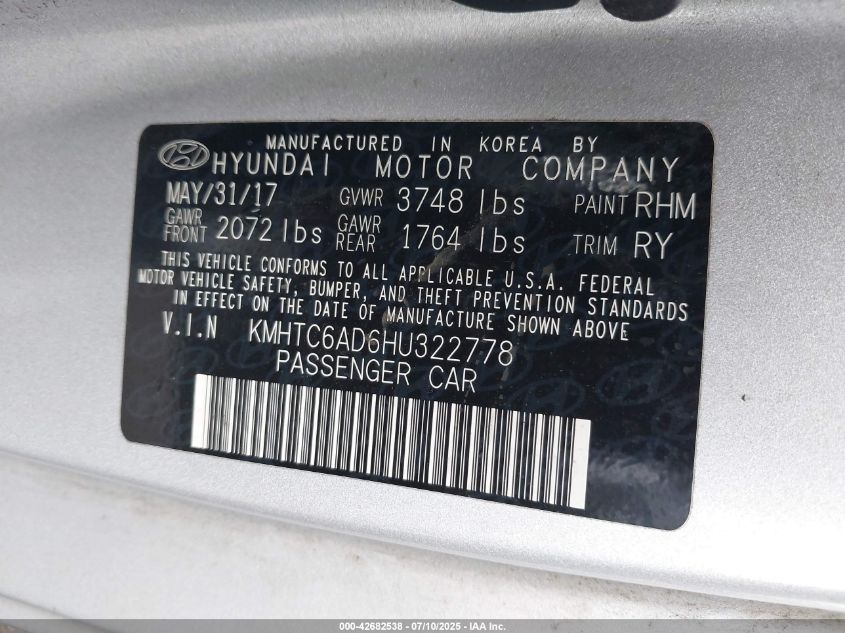 MANUFACTURED IN KOREA BY
HYUNDAI MOTOR COMPANY
MAY/31/17 GVWR 3748 lbs PAINT RHM
GAWR FRONT 2072 lbs GAWR REAR 1764 lbs TRIM RY
THIS VEHICLE CONFORMS TO ALL APPLICABLE U.S.A. FEDERAL
MOTOR VEHICLE SAFETY, BUMPER, AND THEFT PREVENTION STANDARDS
IN EFFECT ON THE DATE OF MANUFACTURE SHOWN ABOVE
V.I.N KMHTC6AD6HU322778
PASSENGER CAR
000-42682538 - 07/10/2025 - IAA Inc.